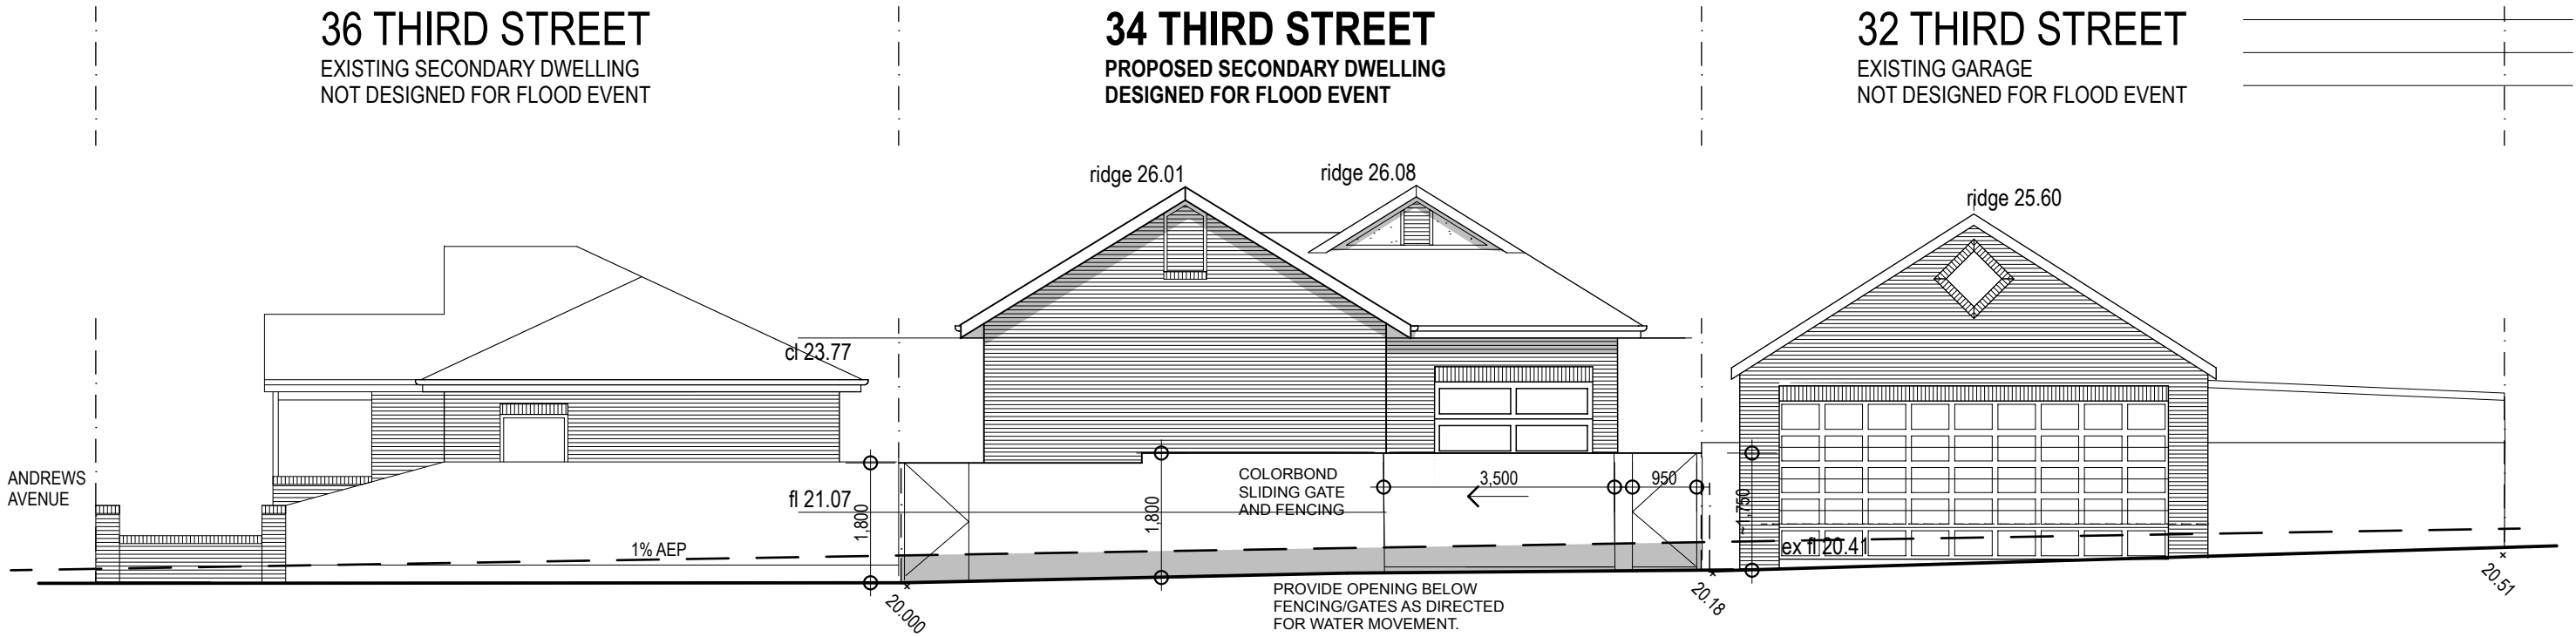 36 THIRD STREET
EXISTING SECONDARY DWELLING
NOT DESIGNED FOR FLOOD EVENT
34 THIRD STREET
PROPOSED SECONDARY DWELLING
DESIGNED FOR FLOOD EVENT
32 THIRD STREET
EXISTING GARAGE
NOT DESIGNED FOR FLOOD EVENT
ridge 26.01
ridge 26.08
ridge 25.60
cl 23.77
ANDREWS
AVENUE
fl 21.07
1,800
1,800
COLORBOND
SLIDING GATE
AND FENCING
3,500
950
~1,750
1% AEP
ex fl 20.41
20.000
PROVIDE OPENING BELOW
FENCING/GATES AS DIRECTED
FOR WATER MOVEMENT.
20.18
20.51